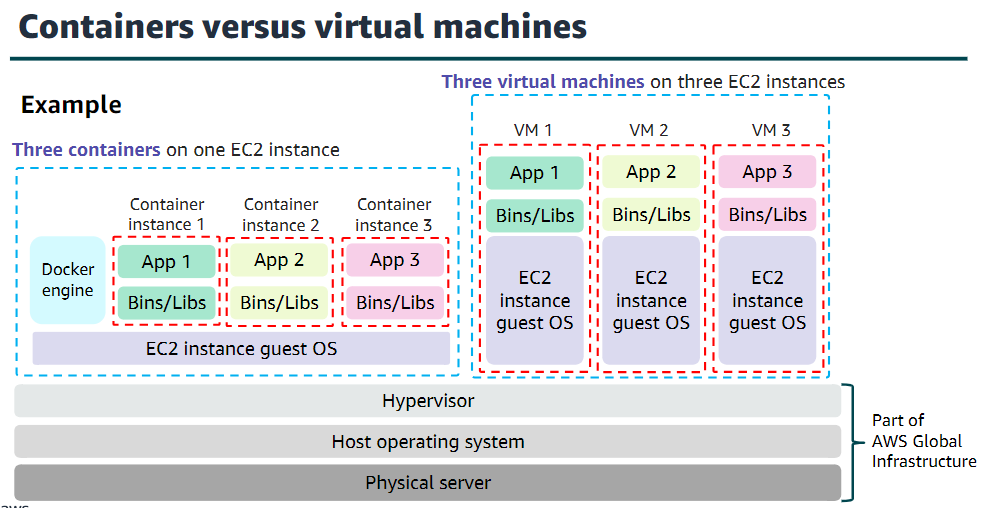 Containers versus virtual machines
Three virtual machines on three EC2 instances
Example
Three containers on one EC2 instance
Container
instance 1
Container
instance 2
Container
instance 3
Docker
engine
App 1
Bins/Libs
App 2
Bins/Libs
App 3
Bins/Libs
EC2 instance guest OS
VM 1
App 1
Bins/Libs
EC2
instance
guest OS
VM 2
App 2
Bins/Libs
EC2
instance
guest OS
VM 3
App 3
Bins/Libs
EC2
instance
guest OS
Hypervisor
Host operating system
Physical server
Part of
AWS Global
Infrastructure